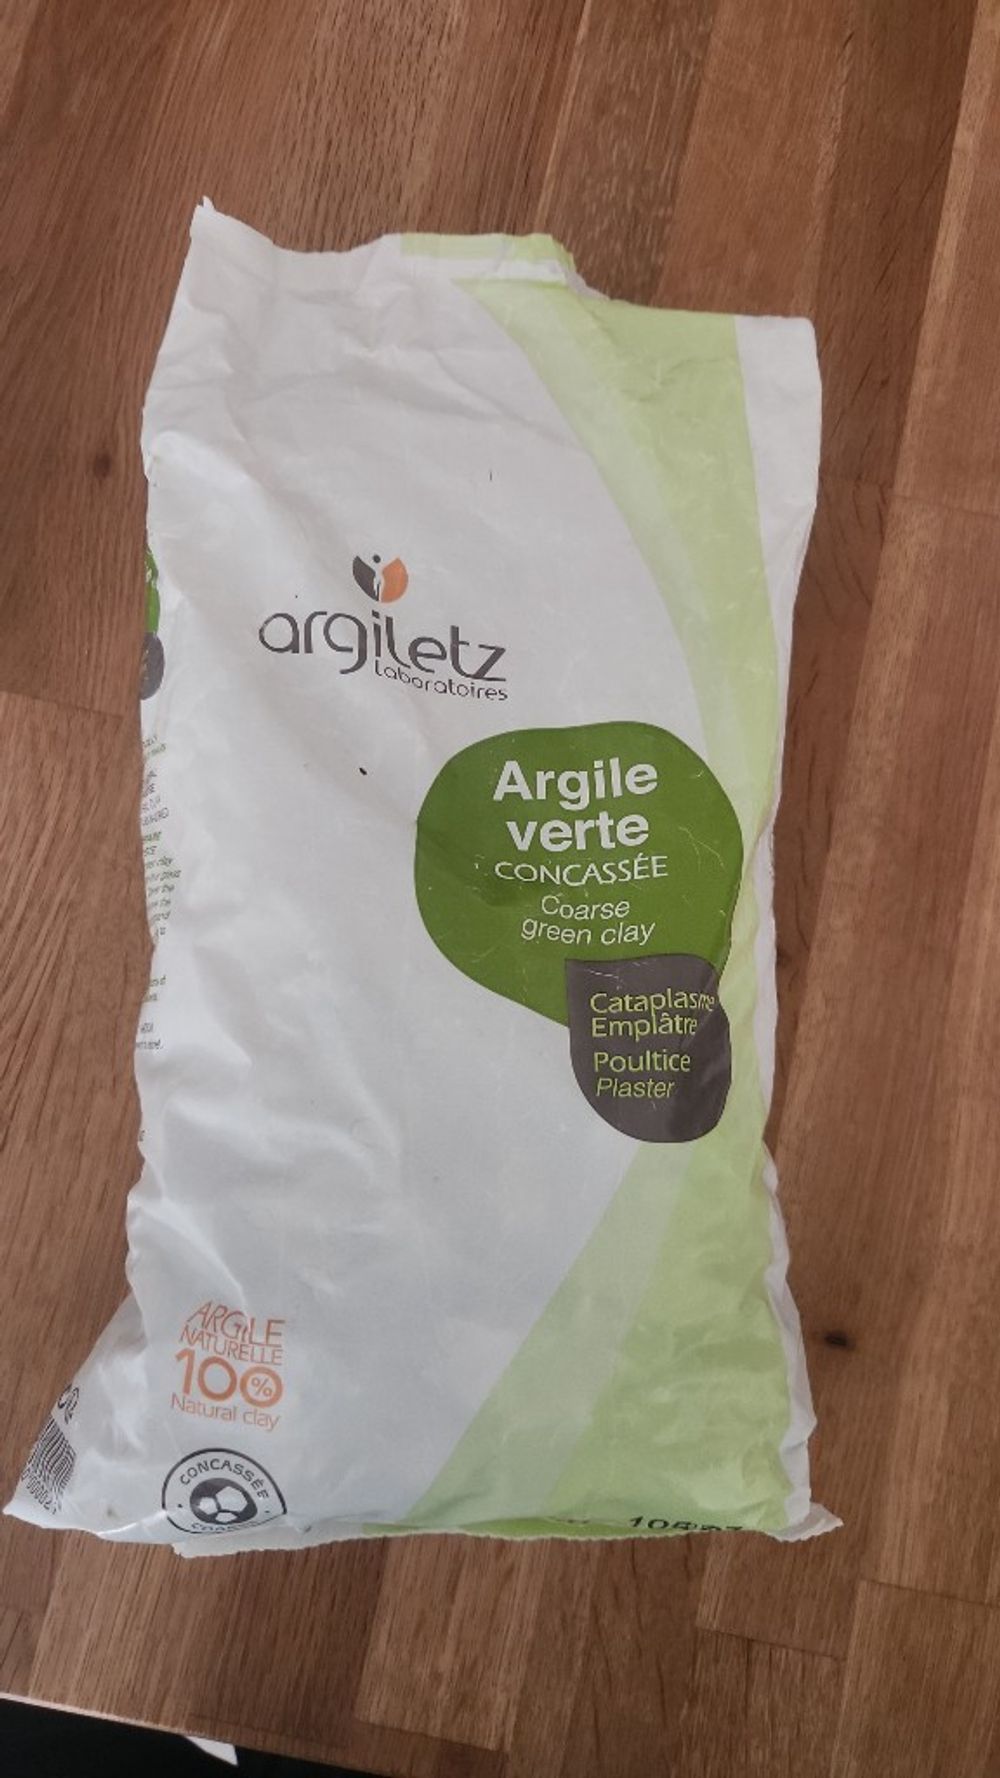 argiletz
Laboratoires
Argile
verte
CONCASSÉE
Coarse
green clay
Cataplasme
Emplâtre
Poultice
Plaster
ARGILE
NATURELLE
100%
Natural clay
CONCASSÉE